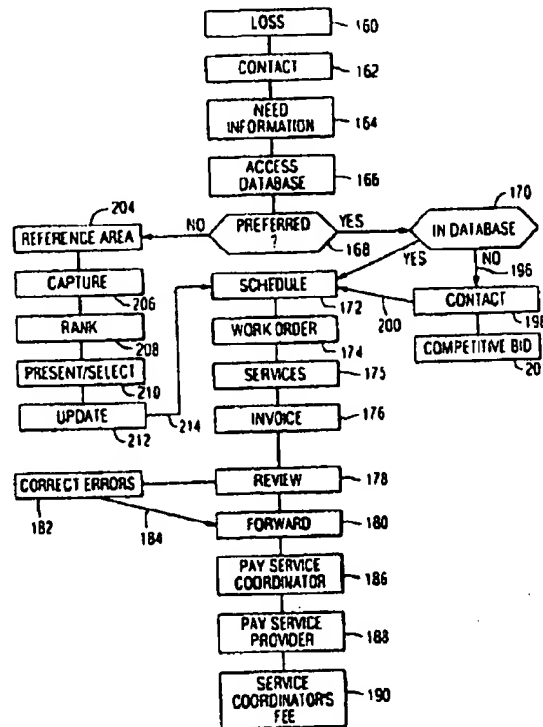 LOSS
160
CONTACT
162
NEED
INFORMATION
164
ACCESS
DATABASE
166
204
170
REFERENCE AREA
NO
PREFERRED
?
YES
168
IN DATABASE
YES
NO
196
CAPTURE
206
SCHEDULE
172
200
CONTACT
198
RANK
208
WORK ORDER
174
COMPETITIVE BID
20
PRESENT/SELECT
210
SERVICES
175
UPDATE
212
214
INVOICE
176
CORRECT ERRORS
182
184
REVIEW
178
FORWARD
180
PAY SERVICE
COORDINATOR
186
PAY SERVICE
PROVIDER
188
SERVICE
COORDINATOR'S
FEE
190